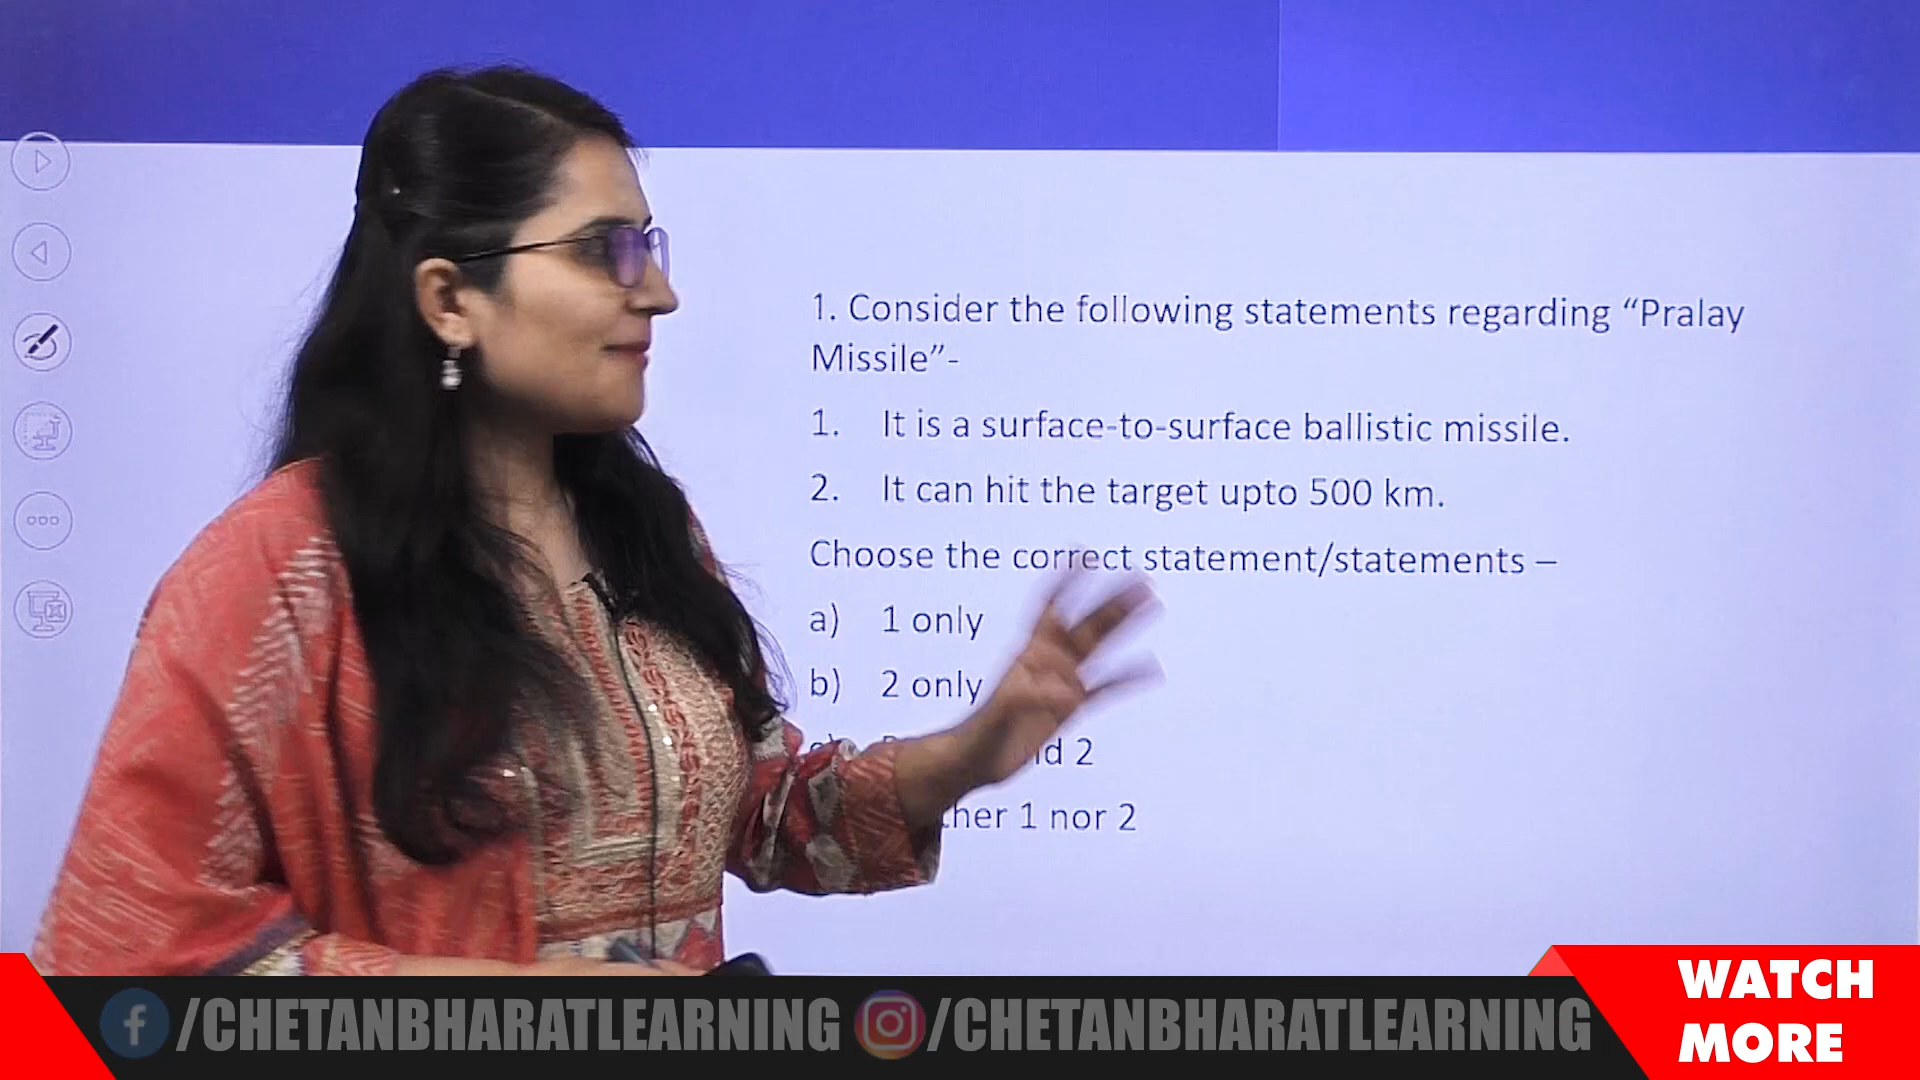 1. Consider the following statements regarding “Pralay
Missile”-
1. It is a surface-to-surface ballistic missile.
2. It can hit the target upto 500 km.
Choose the correct statement/statements –
a) 1 only
b) 2 only
2
1 nor 2
/CHETANBHARATLEARNING /CHETANBHARATLEARNING
WATCH
MORE